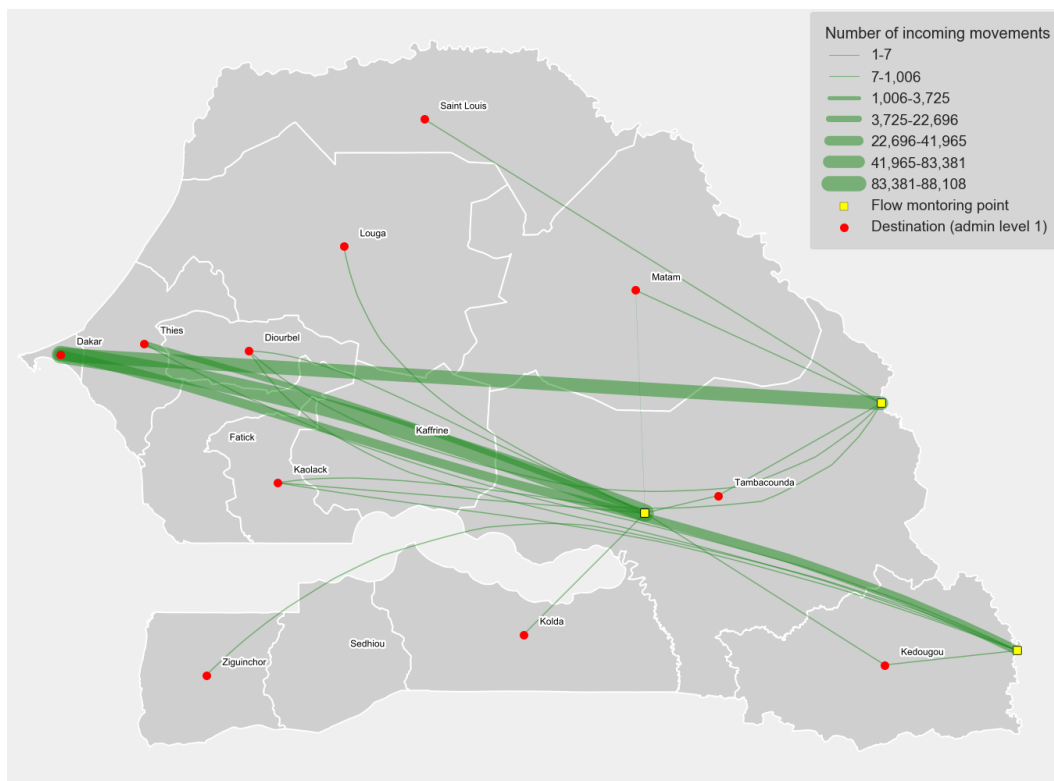 Number of incoming movements
1-7
7-1,006
1,006-3,725
3,725-22,696
22,696-41,965
41,965-83,381
83,381-88,108
Flow montoring point
Destination (admin level 1)
Saint Louis
Louga
Matam
Thies
Dakar
Diourbel
Kaffrine
Fatick
Kaolack
Tambacounda
Kolda
Sedhiou
Kedougou
Ziguinchor